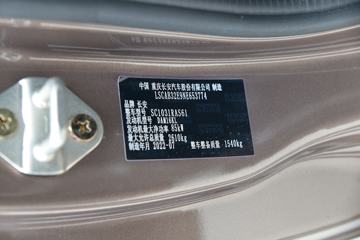 中国 重庆长安汽车股份有限公司 制造
LSCAB32E9NE653774
品牌 长安
整车型号 SC1031RAS61
发动机型号 DAM16KL
发动机最大净功率 85kW
最大允许总质量 2610kg
制造年月 2022-07 整车整备质量 1540kg